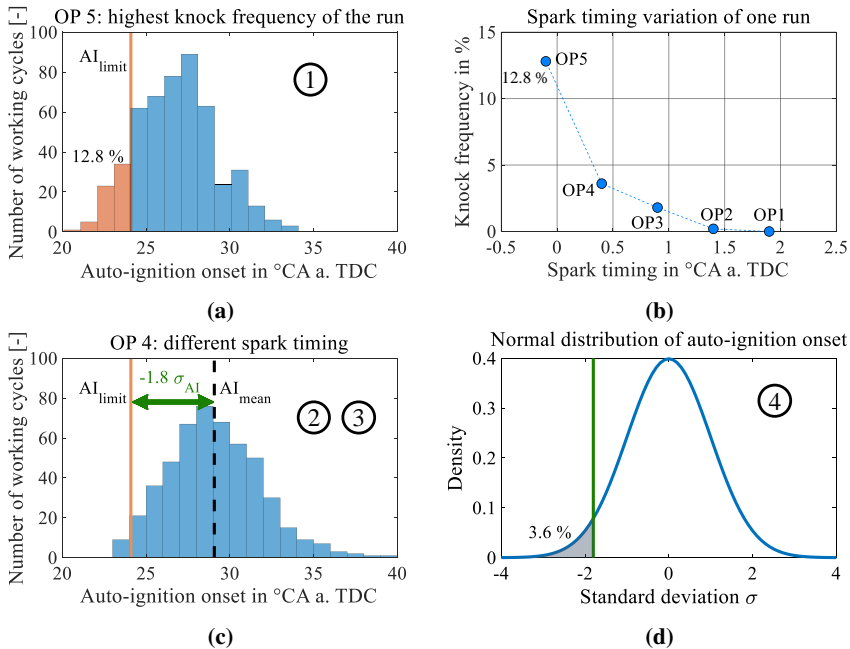 OP 5: highest knock frequency of the run
Number of working cycles [-]
100
80
60
40
20
0
AI_limit
12.8 %
1
20 25 30 35 40
Auto-ignition onset in °CA a. TDC
(a)
Spark timing variation of one run
Knock frequency in %
15
10
5
0
OP5
12.8 %
OP4
OP3
OP2
OP1
-0.5 0 0.5 1 1.5 2 2.5
Spark timing in °CA a. TDC
(b)
OP 4: different spark timing
Number of working cycles [-]
100
80
60
40
20
0
-1.8 σ_AI
AI_limit
AI_mean
2 3
20 25 30 35 40
Auto-ignition onset in °CA a. TDC
(c)
Normal distribution of auto-ignition onset
Density
0.4
0.3
0.2
0.1
0
4
3.6 %
-4 -2 0 2 4
Standard deviation σ
(d)